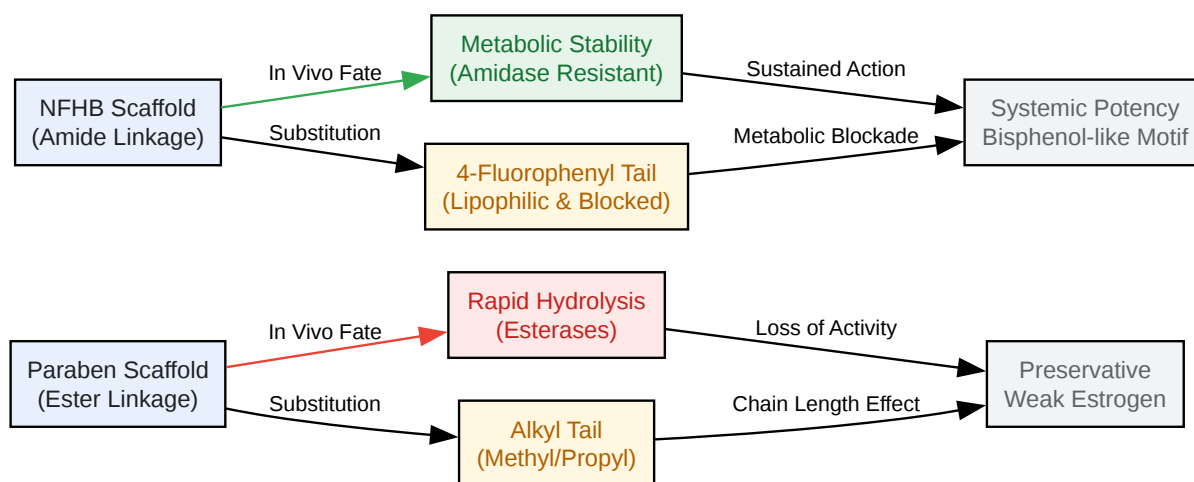 NFHB Scaffold
(Amide Linkage)
In Vivo Fate
Substitution
Metabolic Stability
(Amidase Resistant)
4-Fluorophenyl Tail
(Lipophilic & Blocked)
Sustained Action
Metabolic Blockade
Systemic Potency
Bisphenol-like Motif
Paraben Scaffold
(Ester Linkage)
In Vivo Fate
Substitution
Rapid Hydrolysis
(Esterases)
Alkyl Tail
(Methyl/Propyl)
Loss of Activity
Chain Length Effect
Preservative
Weak Estrogen